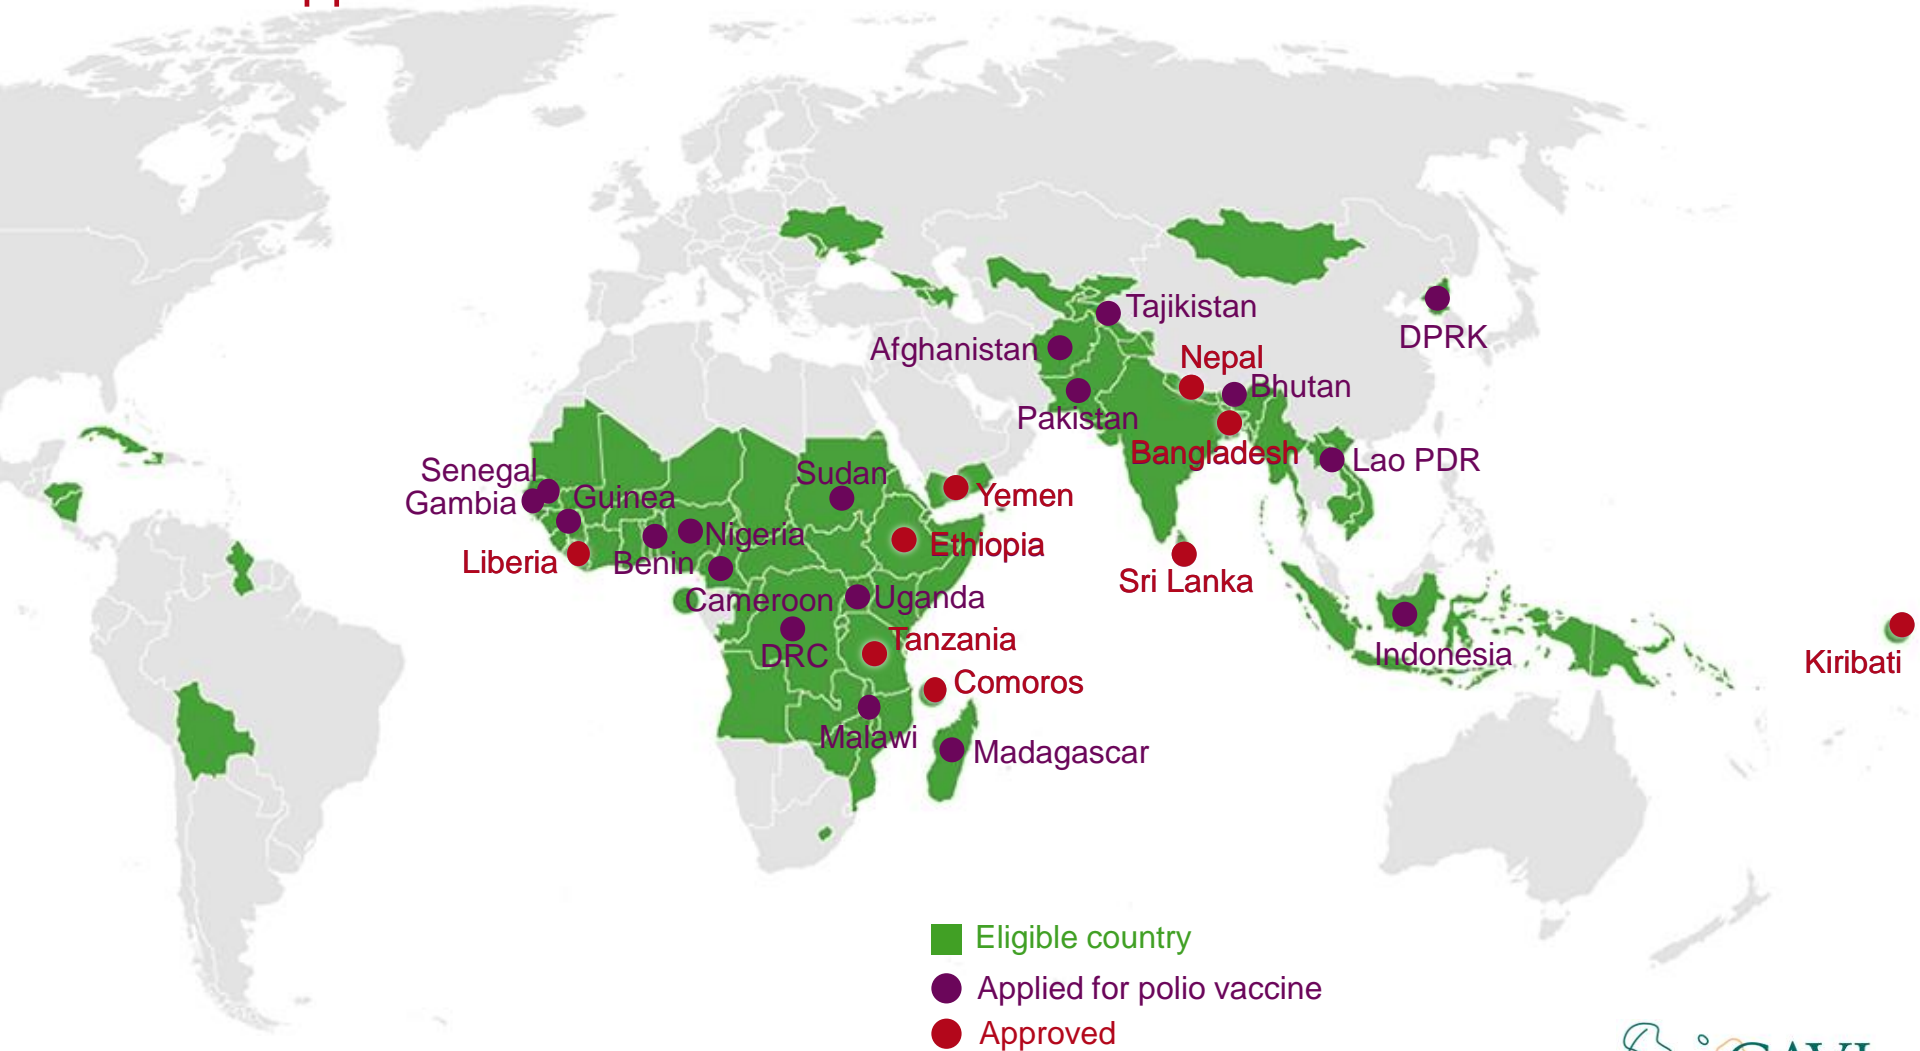 Tajikistan
Afghanistan
DPRK
Nepal
Bhutan
Pakistan
Bangladesh
Lao PDR
Senegal
Sudan
Gambia
Guinea
Yemen
Nigeria
Ethiopia
Liberia
Benin
Sri Lanka
Cameroon
Uganda
Tanzania
DRC
Indonesia
Kiribati
Comoros
Malawi
Madagascar
Eligible country
Applied for polio vaccine
Approved
GAVI